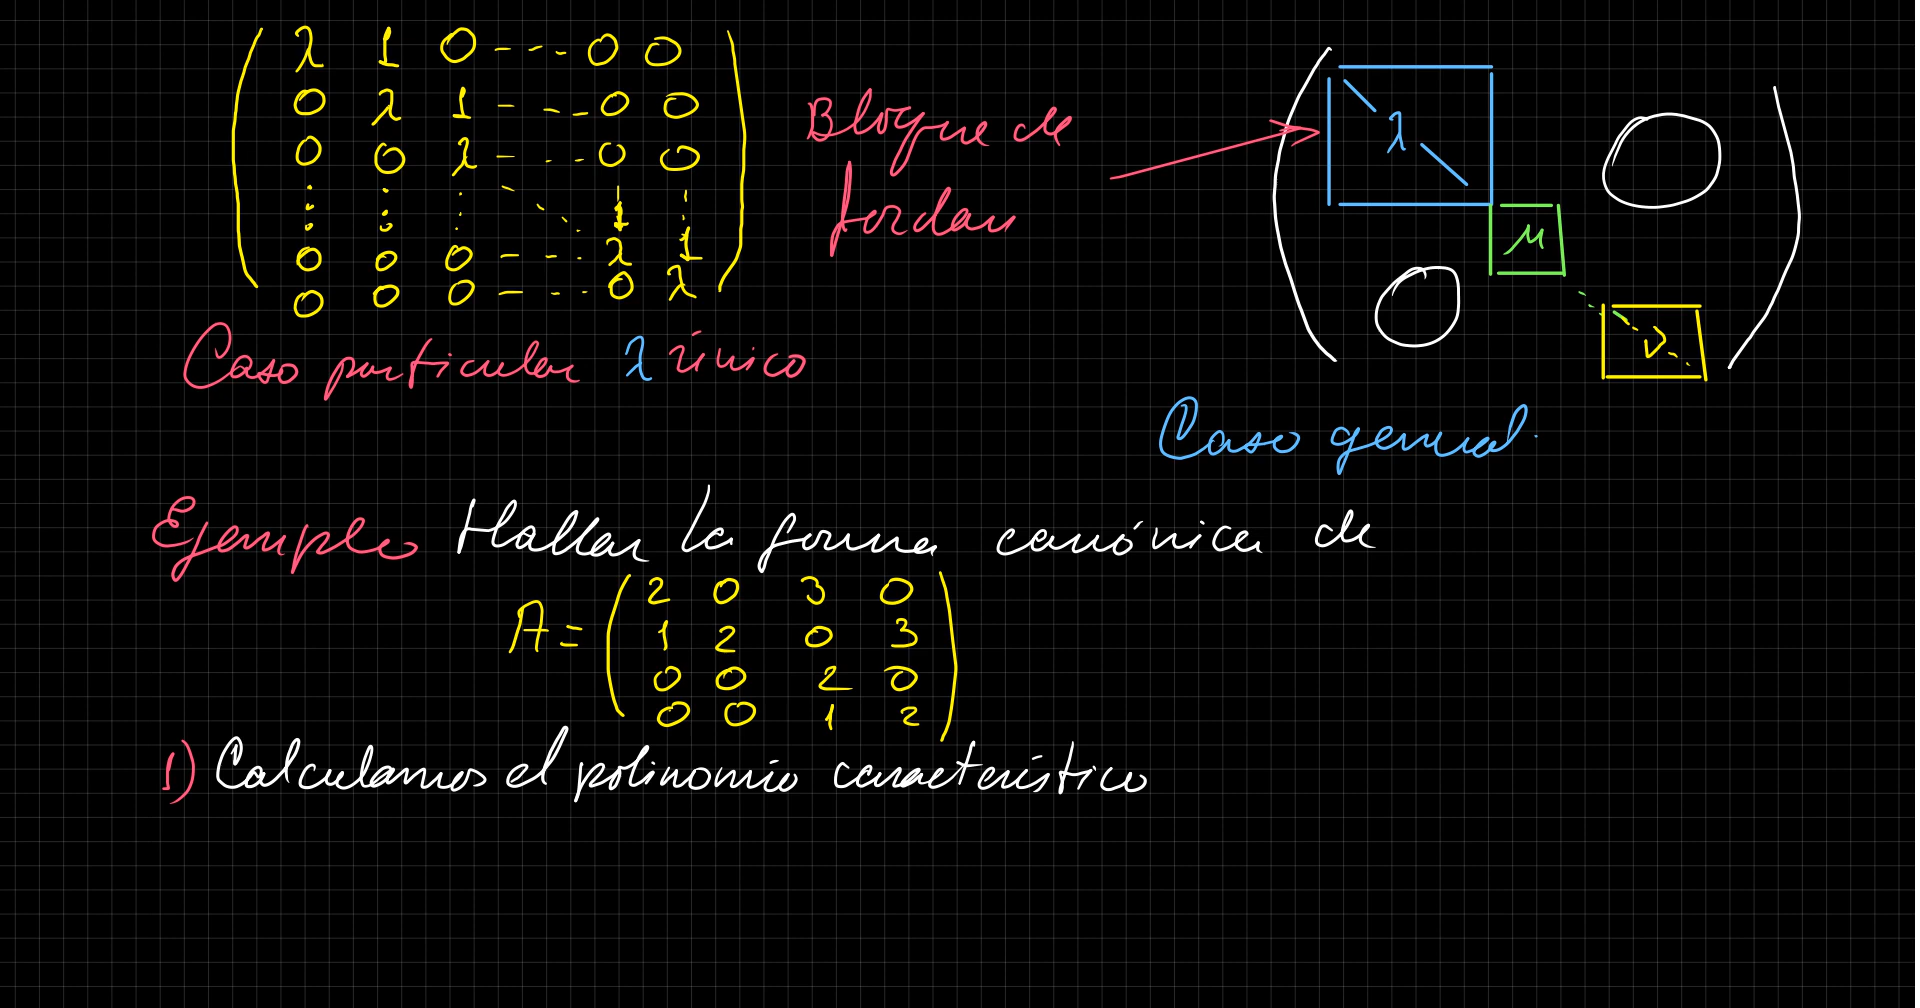 λ 1 0 - - - 0 0
0 λ 1 - - - 0 0
0 0 λ - - - 0 0
⋮ ⋮ ⋮ ⋱ 1 ⋮
0 0 0 - - - λ 1
0 0 0 - - - 0 λ
Bloque de
Jordan
λ
μ
ν
Caso particular λ único
Caso general.
Ejemplo Hallar la forma canónica de
A = ( 2 0 3 0
1 2 0 3
0 0 2 0
0 0 1 2 )
1) Calculamos el polinomio característico